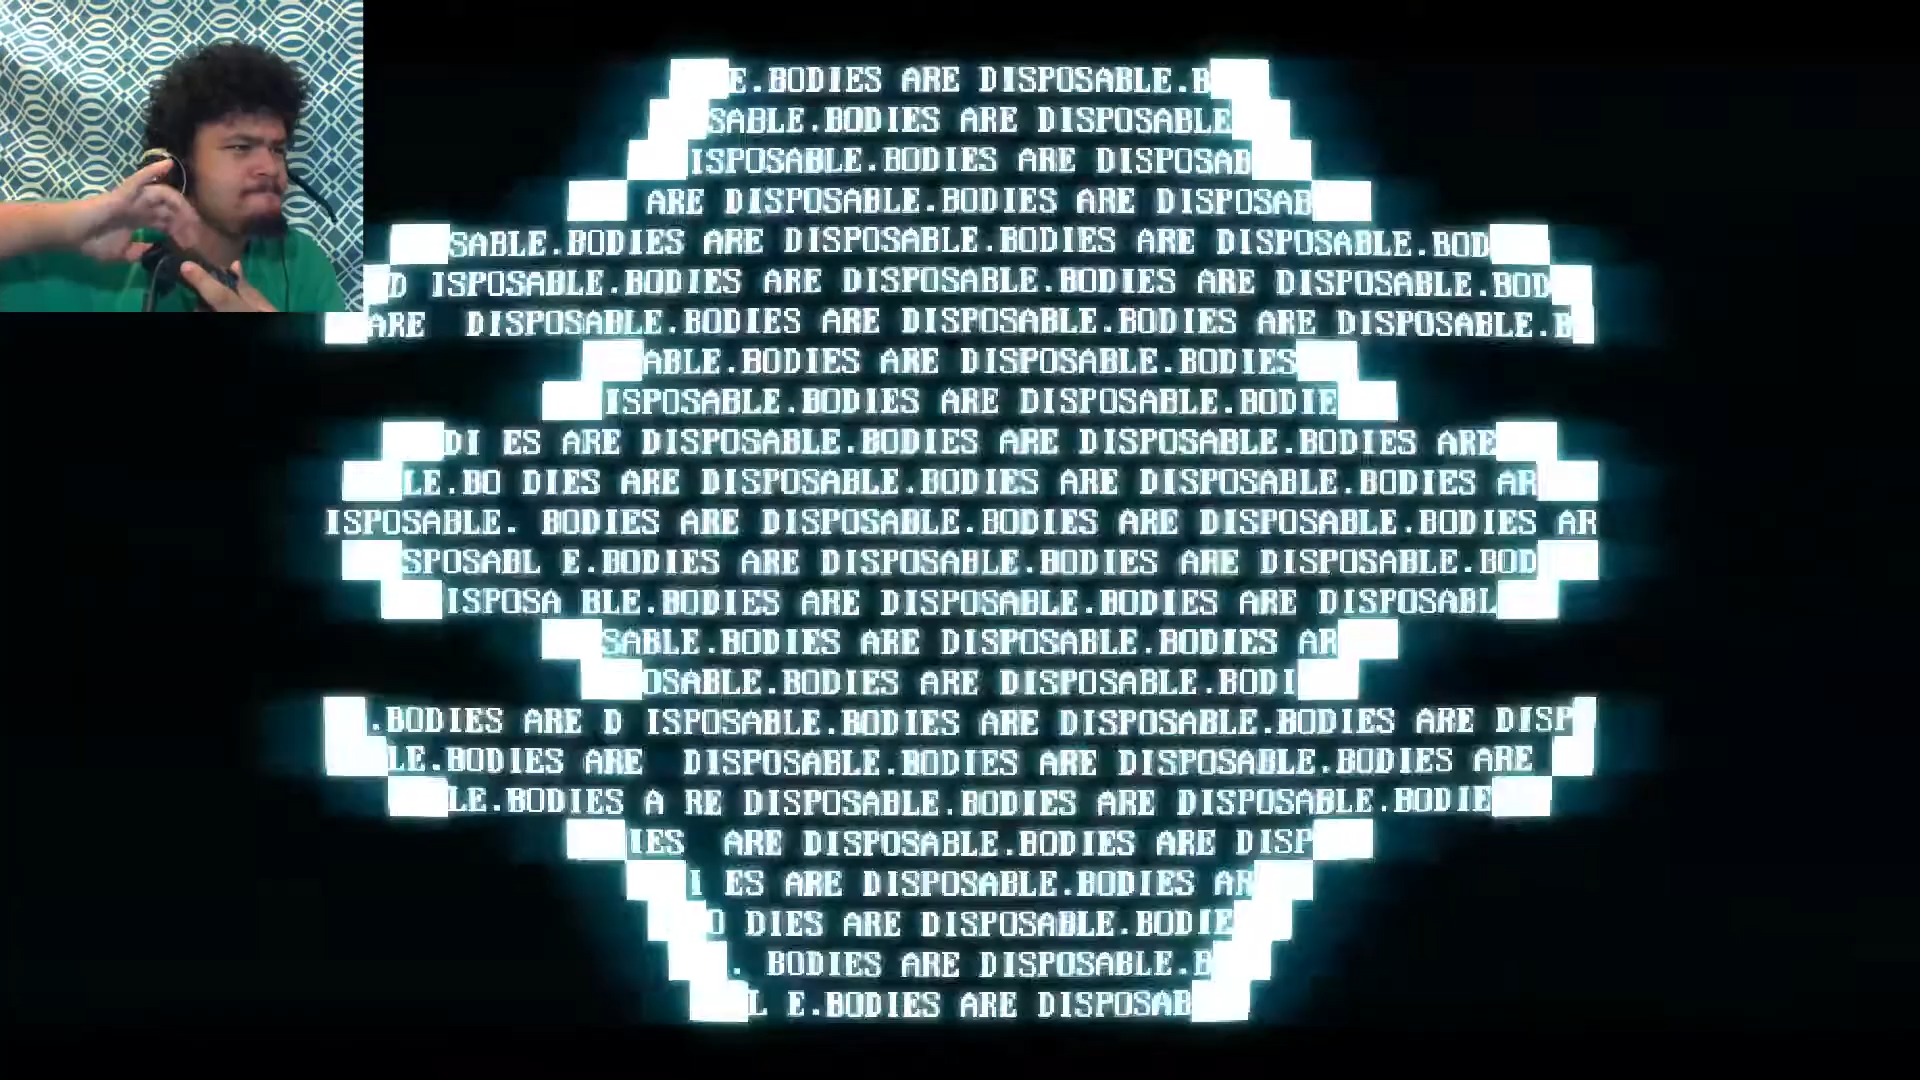 E.BODIES ARE DISPOSABLE.B
SABLE.BODIES ARE DISPOSABLE
ISPOSABLE.BODIES ARE DISPOSAB
ARE DISPOSABLE.BODIES ARE DISPOSAB
SABLE.BODIES ARE DISPOSABLE.BODIES ARE DISPOSABLE.BOD
D ISPOSABLE.BODIES ARE DISPOSABLE.BODIES ARE DISPOSABLE.BOD
ARE DISPOSABLE.BODIES ARE DISPOSABLE.BODIES ARE DISPOSABLE.B
ABLE.BODIES ARE DISPOSABLE.BODIES
ISPOSABLE.BODIES ARE DISPOSABLE.BODIE
DI ES ARE DISPOSABLE.BODIES ARE DISPOSABLE.BODIES ARE
LE.BO DIES ARE DISPOSABLE.BODIES ARE DISPOSABLE.BODIES AR
ISPOSABLE. BODIES ARE DISPOSABLE.BODIES ARE DISPOSABLE.BODIES AR
SPOSABL E.BODIES ARE DISPOSABLE.BODIES ARE DISPOSABLE.BOD
ISPOSA BLE.BODIES ARE DISPOSABLE.BODIES ARE DISPOSABL
SABLE.BODIES ARE DISPOSABLE.BODIES AR
OSABLE.BODIES ARE DISPOSABLE.BODI
.BODIES ARE D ISPOSABLE.BODIES ARE DISPOSABLE.BODIES ARE DISP
LE.BODIES ARE DISPOSABLE.BODIES ARE DISPOSABLE.BODIES ARE
LE.BODIES A RE DISPOSABLE.BODIES ARE DISPOSABLE.BODIE
IES ARE DISPOSABLE.BODIES ARE DISP
I ES ARE DISPOSABLE.BODIES AR
O DIES ARE DISPOSABLE.BODIE
. BODIES ARE DISPOSABLE.B
L E.BODIES ARE DISPOSAB